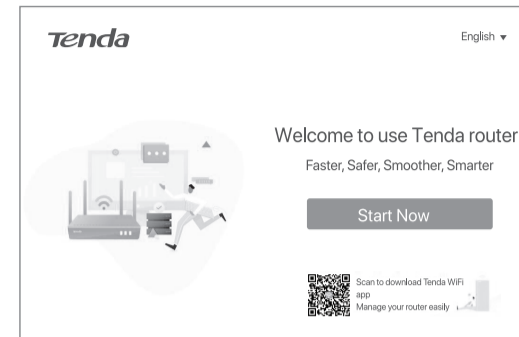 Tenda
English
Welcome to use Tenda router
Faster, Safer, Smoother, Smarter
Start Now
Scan to download Tenda WiFi
app
Manage your router easily